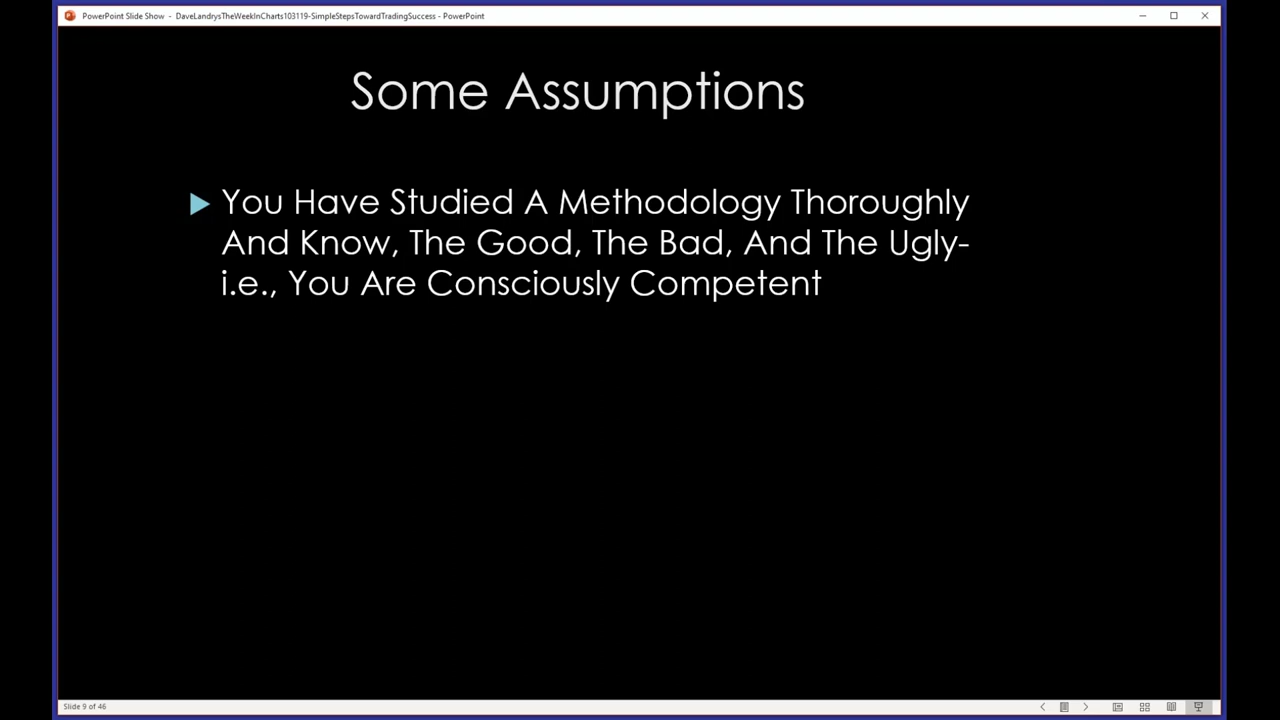 PowerPoint Slide Show - DaveLandrysTheWeekInCharts103119-SimpleStepsTowardTradingSuccess - PowerPoint
Some Assumptions
You Have Studied A Methodology Thoroughly
And Know, The Good, The Bad, And The Ugly-
i.e., You Are Consciously Competent
Slide 9 of 46